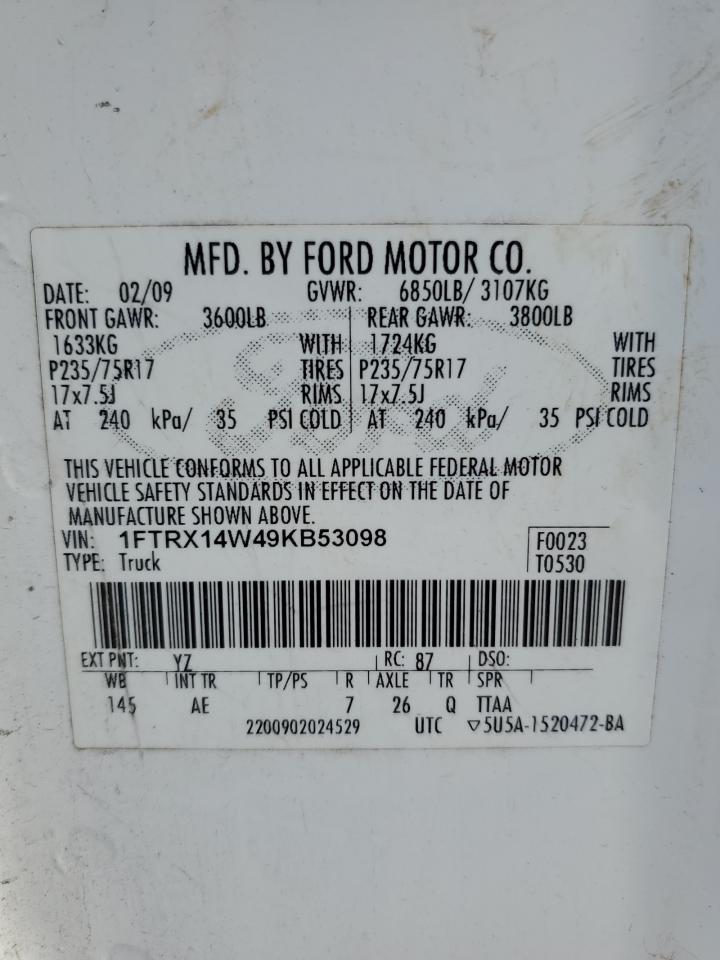 MFD. BY FORD MOTOR CO.
DATE: 02/09 GVWR: 6850LB/ 3107KG
FRONT GAWR: 3600LB REAR GAWR: 3800LB
1633KG WITH 1724KG WITH
P235/75R17 TIRES P235/75R17 TIRES
17x7.5J RIMS 17x7.5J RIMS
AT 240 kPa/ 35 PSI COLD AT 240 kPa/ 35 PSI COLD
Ford
THIS VEHICLE CONFORMS TO ALL APPLICABLE FEDERAL MOTOR
VEHICLE SAFETY STANDARDS IN EFFECT ON THE DATE OF
MANUFACTURE SHOWN ABOVE.
VIN: 1FTRX14W49KB53098 F0023
TYPE: Truck T0530
EXT PNT: YZ RC: 87 DSO:
WB INT TR TP/PS R AXLE TR SPR
145 AE 7 26 Q TTAA
2200902024529 UTC ▽5U5A-1520472-BA